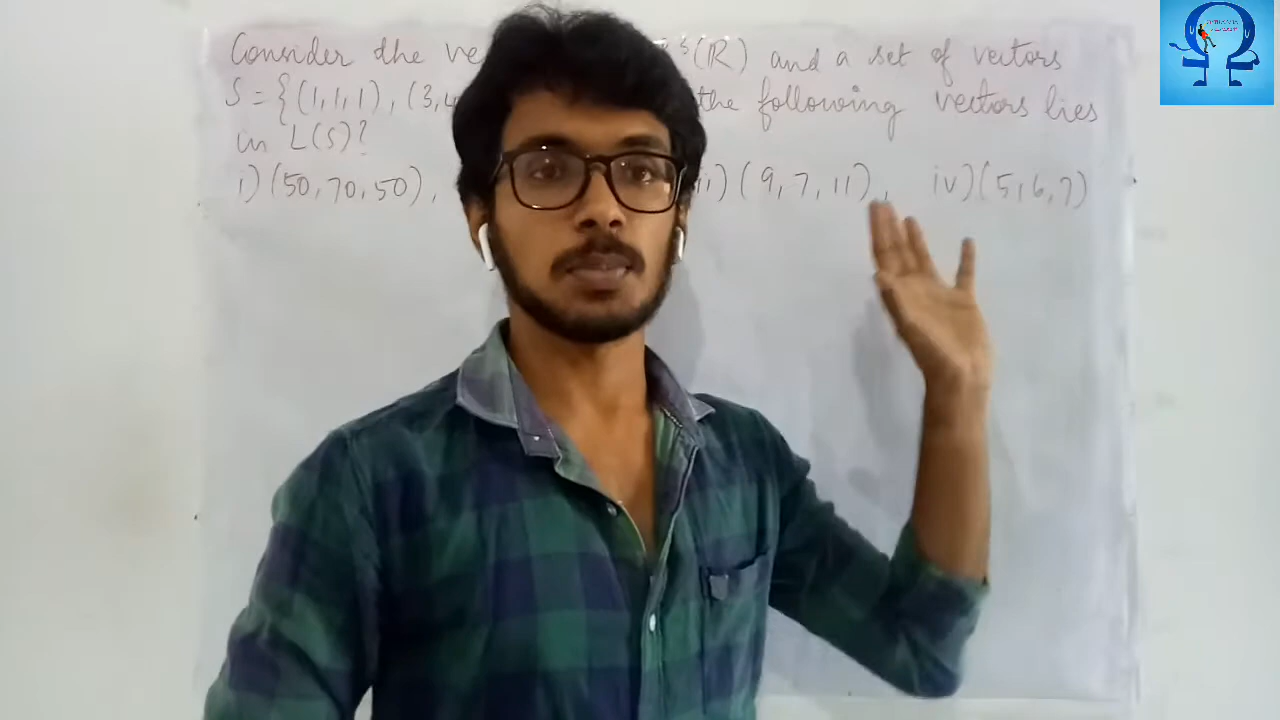 Consider the ve R³(R) and a set of vectors
S = {(1,1,1), (3,4 the following vectors lies
in L(S)?
i) (50,70,50), ii) (9,7,11), iv) (5,6,7)